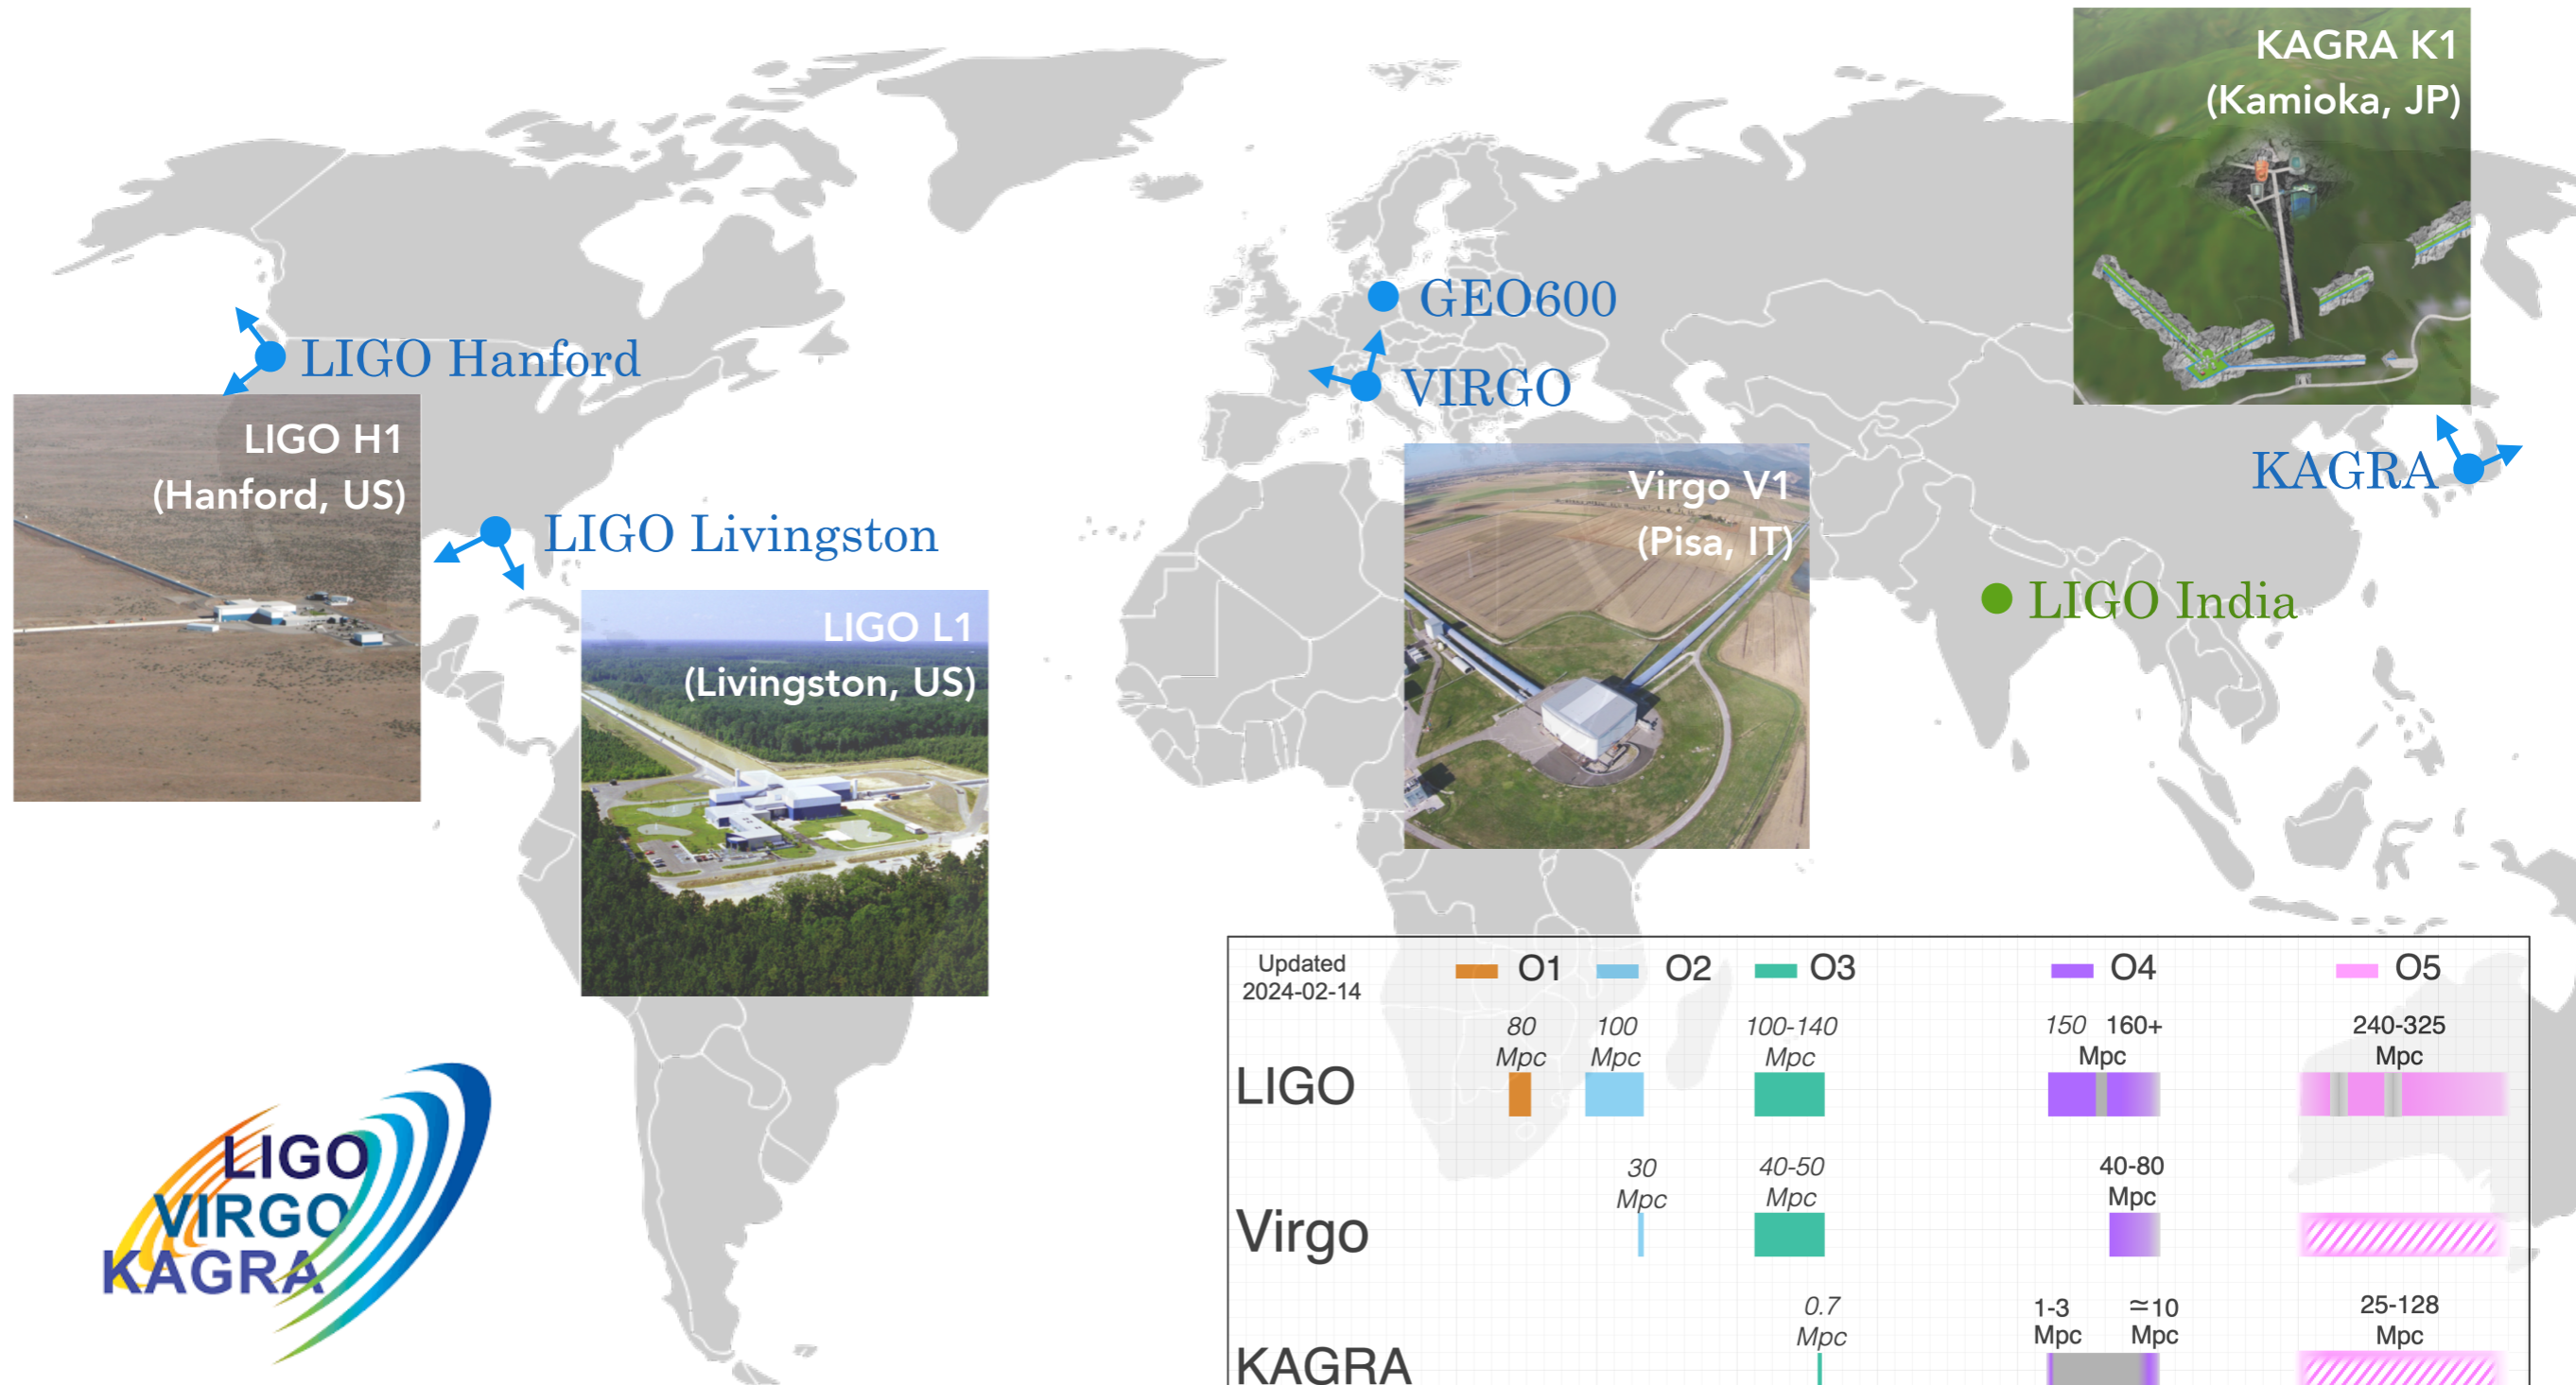 KAGRA K1
(Kamioka, JP)
GEO600
LIGO Hanford
VIRGO
LIGO H1
(Hanford, US)
KAGRA
Virgo V1
(Pisa, IT)
LIGO Livingston
LIGO India
LIGO L1
(Livingston, US)
Updated
2024-02-14
O1 O2 O3 O4 O5
80 100 100-140 150 160+ 240-325
Mpc Mpc Mpc Mpc Mpc
LIGO
30 40-50 40-80
Mpc Mpc Mpc
Virgo
0.7 1-3 ≃10 25-128
Mpc Mpc Mpc Mpc
KAGRA
LIGO
VIRGO
KAGRA